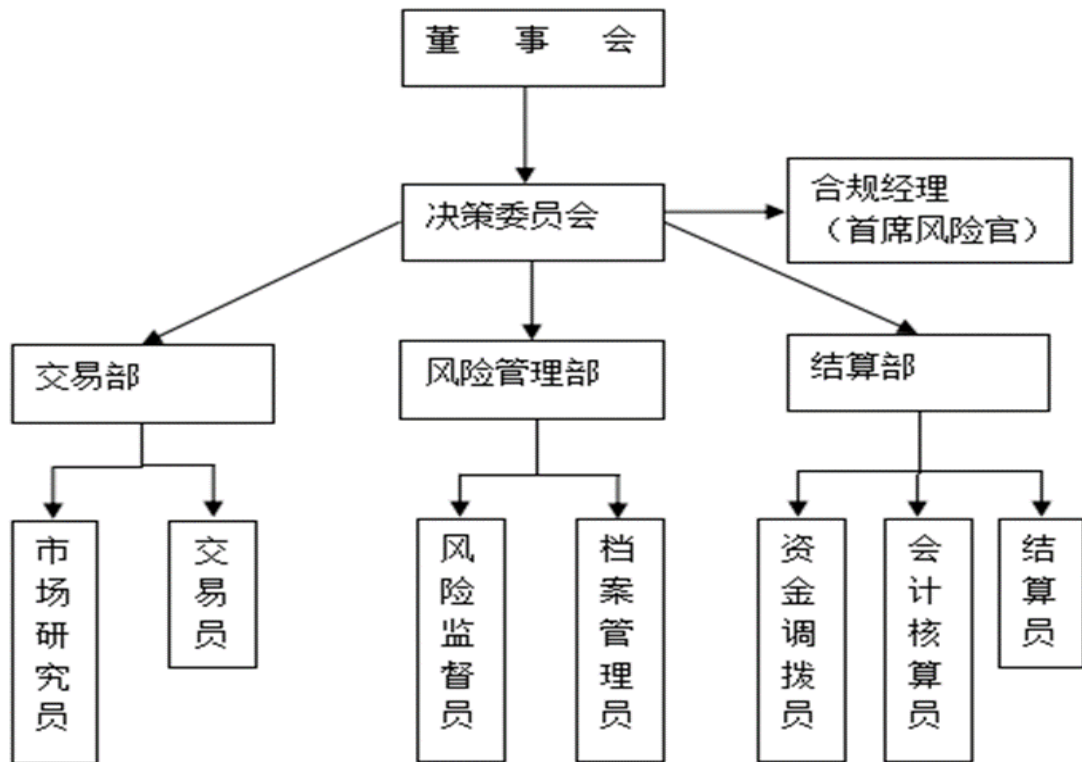 董 事 会
决策委员会
合规经理
（首席风险官）
交易部
风险管理部
结算部
市场研究员
交易员
风险监督员
档案管理员
资金调拨员
会计核算员
结算员